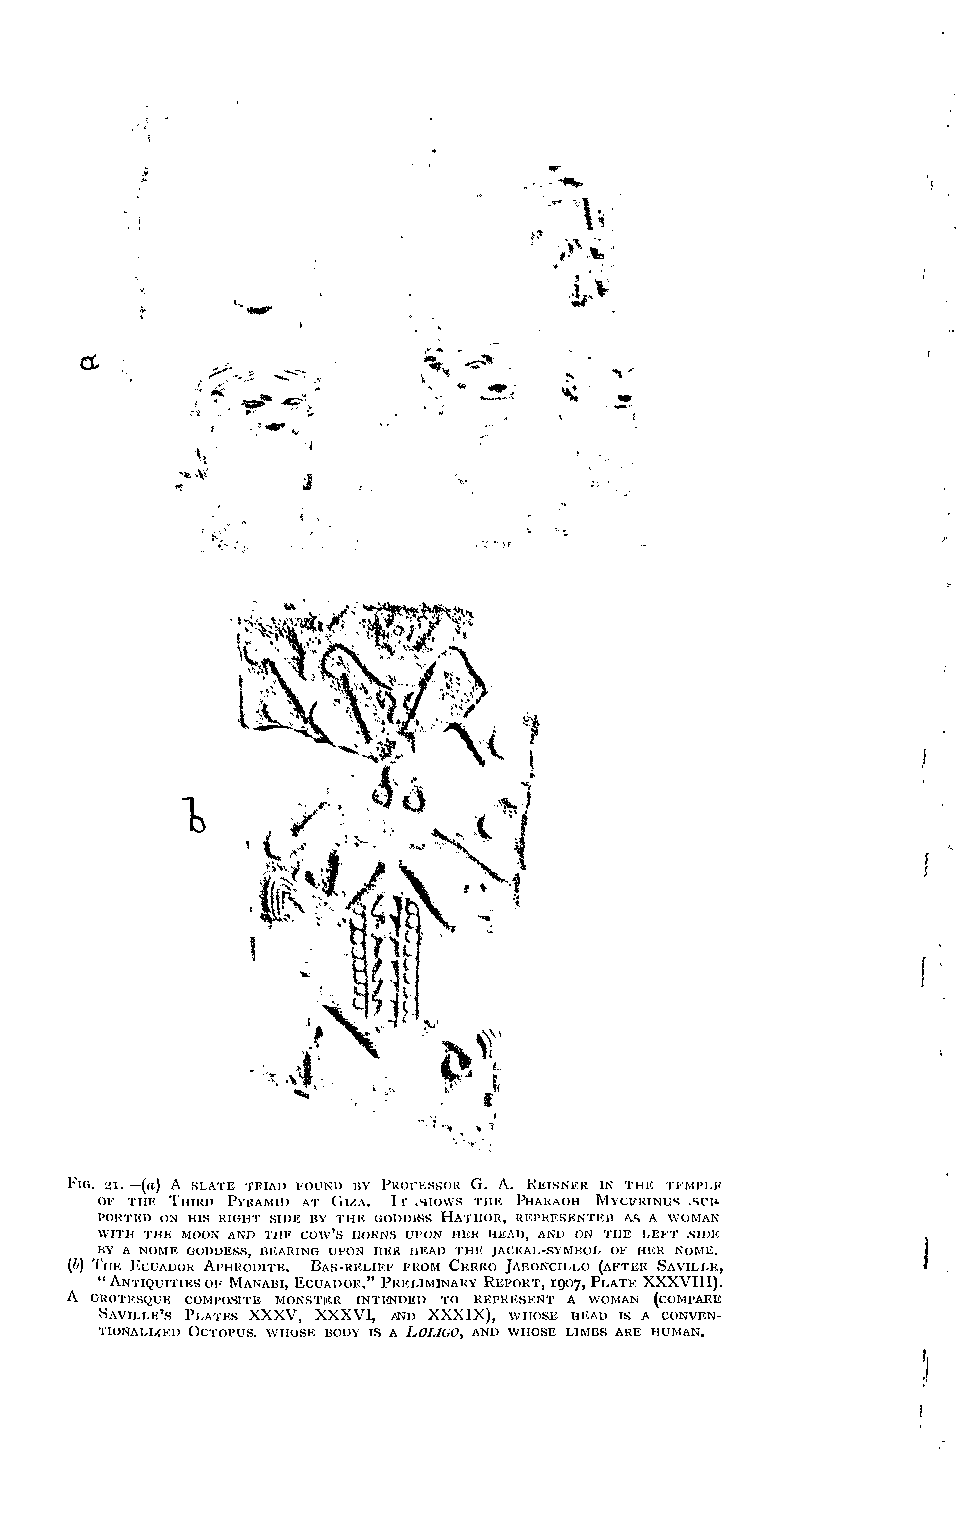 a
b
FIG. 21.—(a) A SLATE TRIAD FOUND BY PROFESSOR G. A. REISNER IN THE TEMPLE
OF THE THIRD PYRAMID AT GIZA. IT SHOWS THE PHARAOH MYCERINUS SUP-
PORTED ON HIS RIGHT SIDE BY THE GODDESS HATHOR, REPRESENTED AS A WOMAN
WITH THE MOON AND THE COW'S HORNS UPON HER HEAD, AND ON THE LEFT SIDE
BY A NOME GODDESS, BEARING UPON HER HEAD THE JACKAL-SYMBOL OF HER NOME.
(b) THE ECUADOR APHRODITE. BAS-RELIEF FROM CERRO JABONCILLO (AFTER SAVILLE,
"ANTIQUITIES OF MANABI, ECUADOR," PRELIMINARY REPORT, 1907, PLATE XXXVIII).
A GROTESQUE COMPOSITE MONSTER INTENDED TO REPRESENT A WOMAN (COMPARE
SAVILLE'S PLATES XXXV, XXXVI, AND XXXIX), WHOSE HEAD IS A CONVEN-
TIONALIZED OCTOPUS, WHOSE BODY IS A LOLIGO, AND WHOSE LIMBS ARE HUMAN.